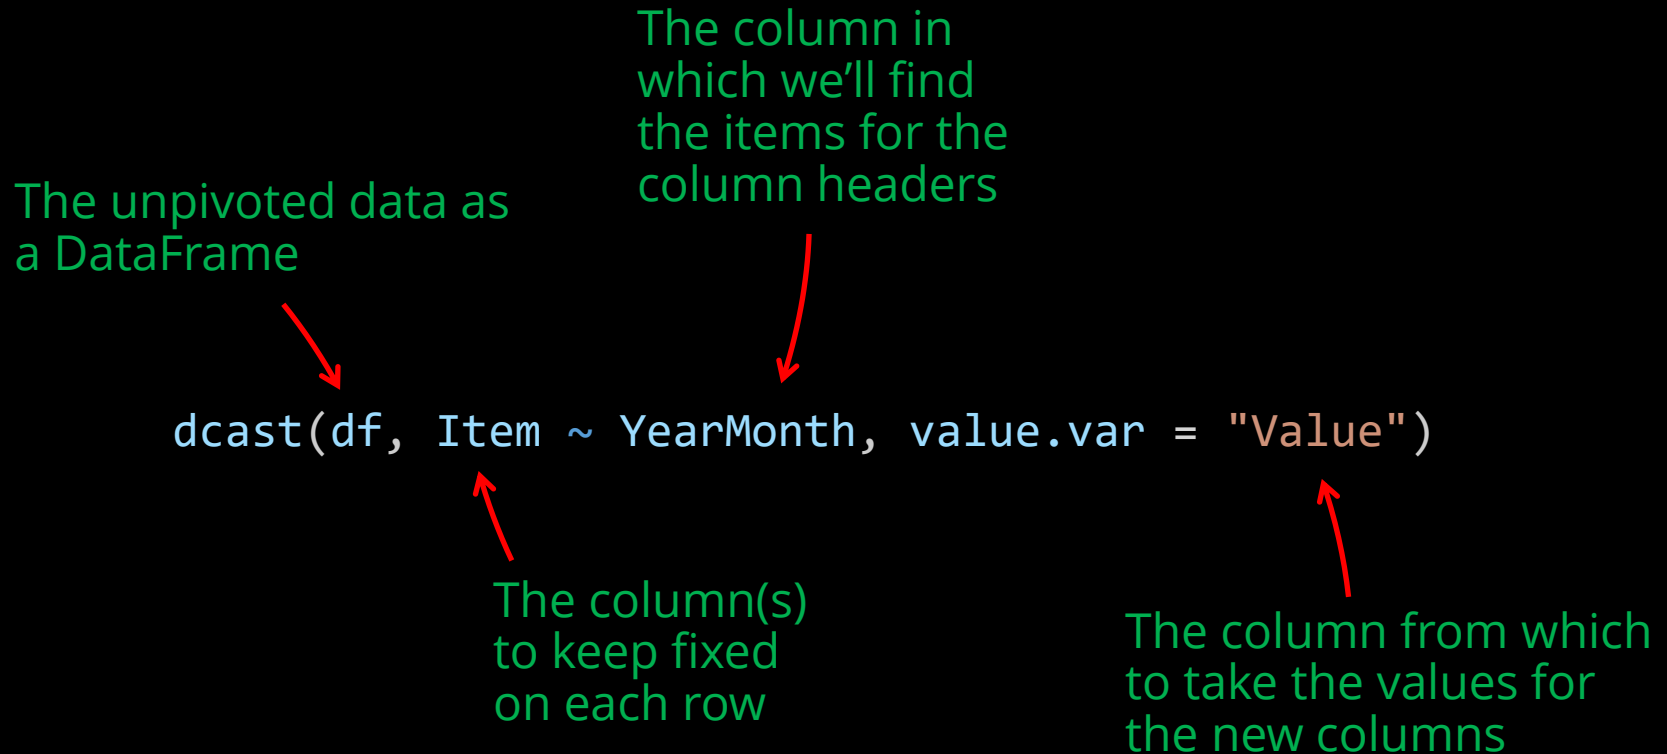 The column in
which we’ll find
the items for the
column headers
The unpivoted data as
a DataFrame
dcast(df, Item ~ YearMonth, value.var = "Value")
The column(s)
to keep fixed
on each row
The column from which
to take the values for
the new columns